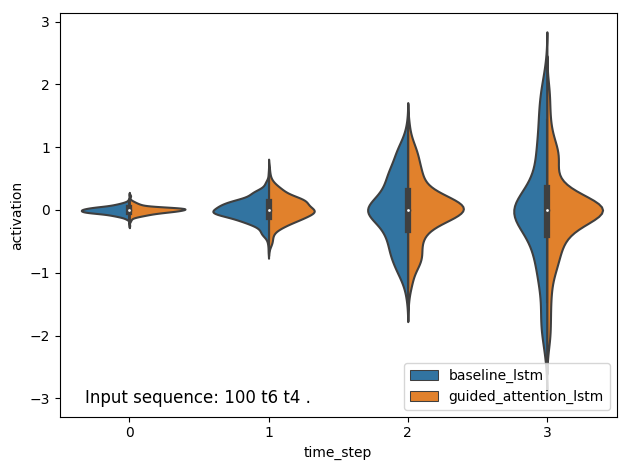 3
2
1
0
−1
−2
−3
activation
Input sequence: 100 t6 t4 .
baseline_lstm
guided_attention_lstm
0 1 2 3
time_step